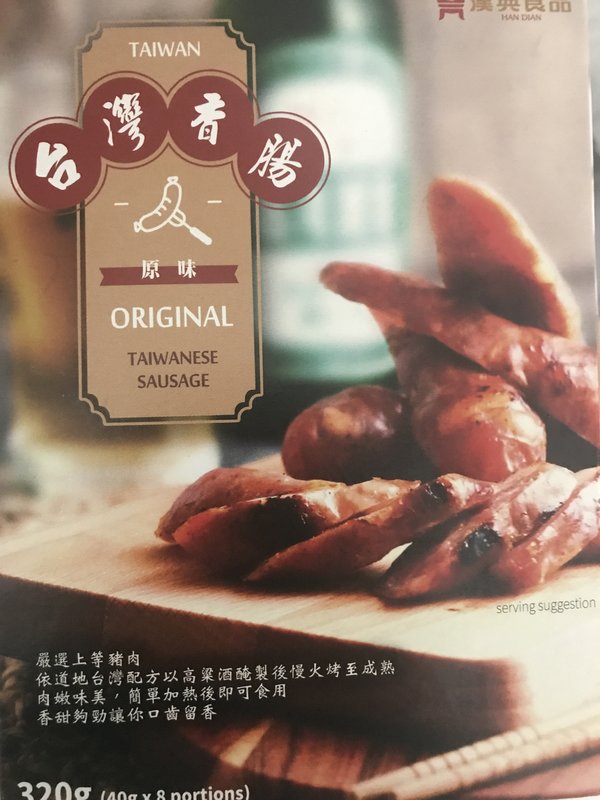 漢典食品
HAN DIAN
TAIWAN
台灣香腸
原味
ORIGINAL
TAIWANESE
SAUSAGE
serving suggestion
嚴選上等豬肉
依道地台灣配方以高粱酒醃製後慢火烤至成熟
肉嫩味美，簡單加熱後即可食用
香甜夠勁讓你口齒留香
320g (40g x 8 portions)